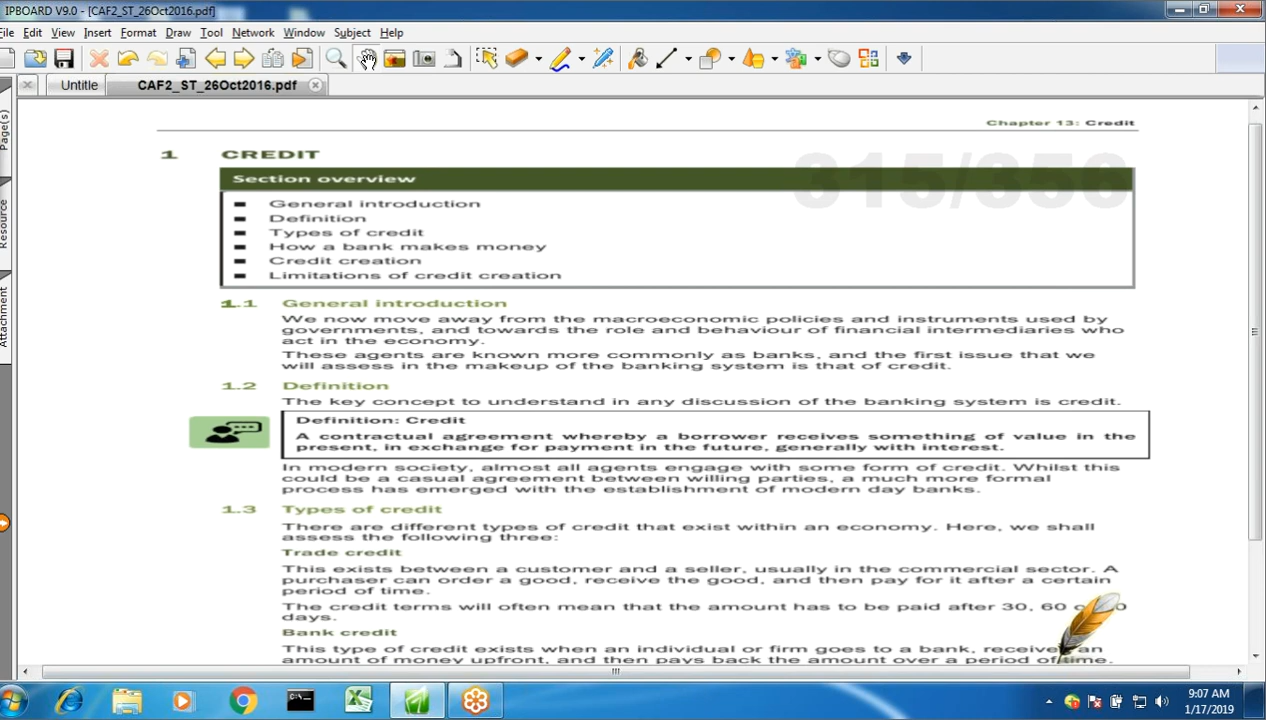 IPBOARD V9.0 - [CAF2_ST_26Oct2016.pdf]
File Edit View Insert Format Draw Tool Network Window Subject Help
Untitle CAF2_ST_26Oct2016.pdf
Page(s)
Resource
Attachment
Chapter 13: Credit
315/356
1 CREDIT
Section overview
General introduction
Definition
Types of credit
How a bank makes money
Credit creation
Limitations of credit creation
1.1 General introduction
We now move away from the macroeconomic policies and instruments used by
governments, and towards the role and behaviour of financial intermediaries who
act in the economy.
These agents are known more commonly as banks, and the first issue that we
will assess in the makeup of the banking system is that of credit.
1.2 Definition
The key concept to understand in any discussion of the banking system is credit.
Definition: Credit
A contractual agreement whereby a borrower receives something of value in the
present, in exchange for payment in the future, generally with interest.
In modern society, almost all agents engage with some form of credit. Whilst this
could be a casual agreement between willing parties, a much more formal
process has emerged with the establishment of modern day banks.
1.3 Types of credit
There are different types of credit that exist within an economy. Here, we shall
assess the following three:
Trade credit
This exists between a customer and a seller, usually in the commercial sector. A
purchaser can order a good, receive the good, and then pay for it after a certain
period of time.
The credit terms will often mean that the amount has to be paid after 30, 60
days.
Bank credit
This type of credit exists when an individual or firm goes to a bank, receives an
amount of money upfront, and then pays back the amount over a period of time.
9:07 AM
1/17/2019